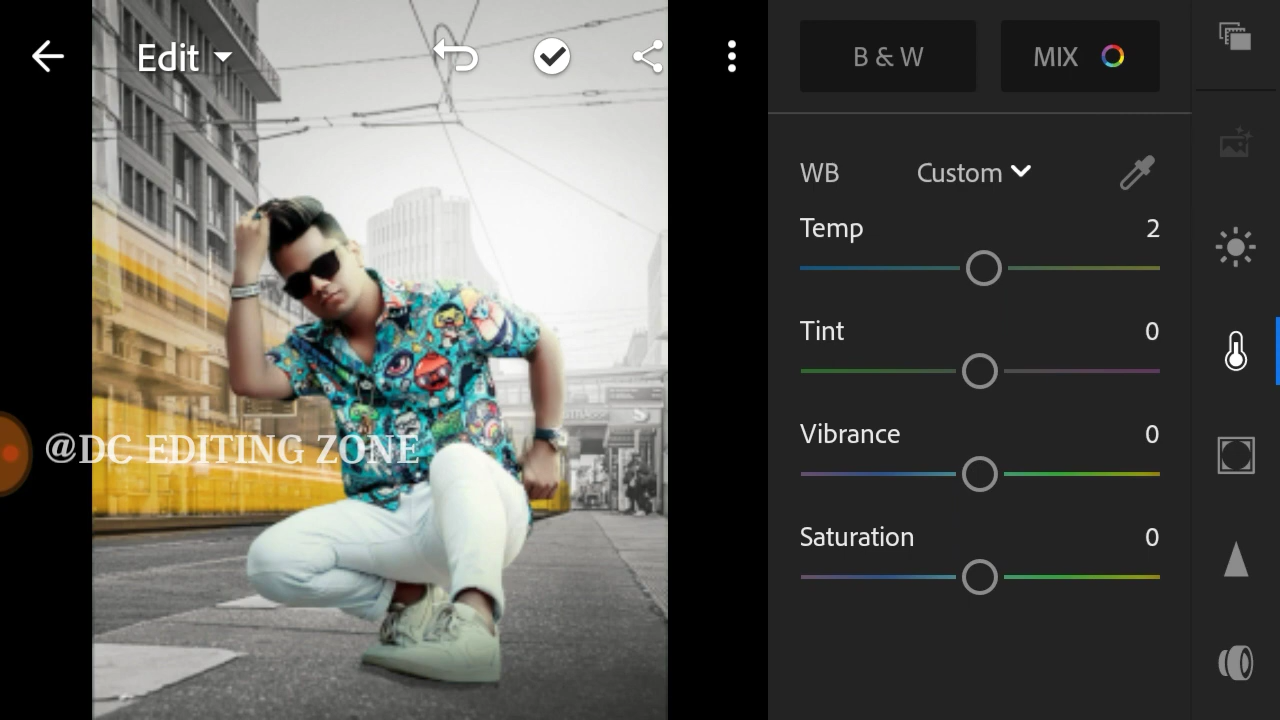 Edit
B & W
MIX
WB
Custom
Temp
2
Tint
0
Vibrance
0
Saturation
0
@DC EDITING ZONE